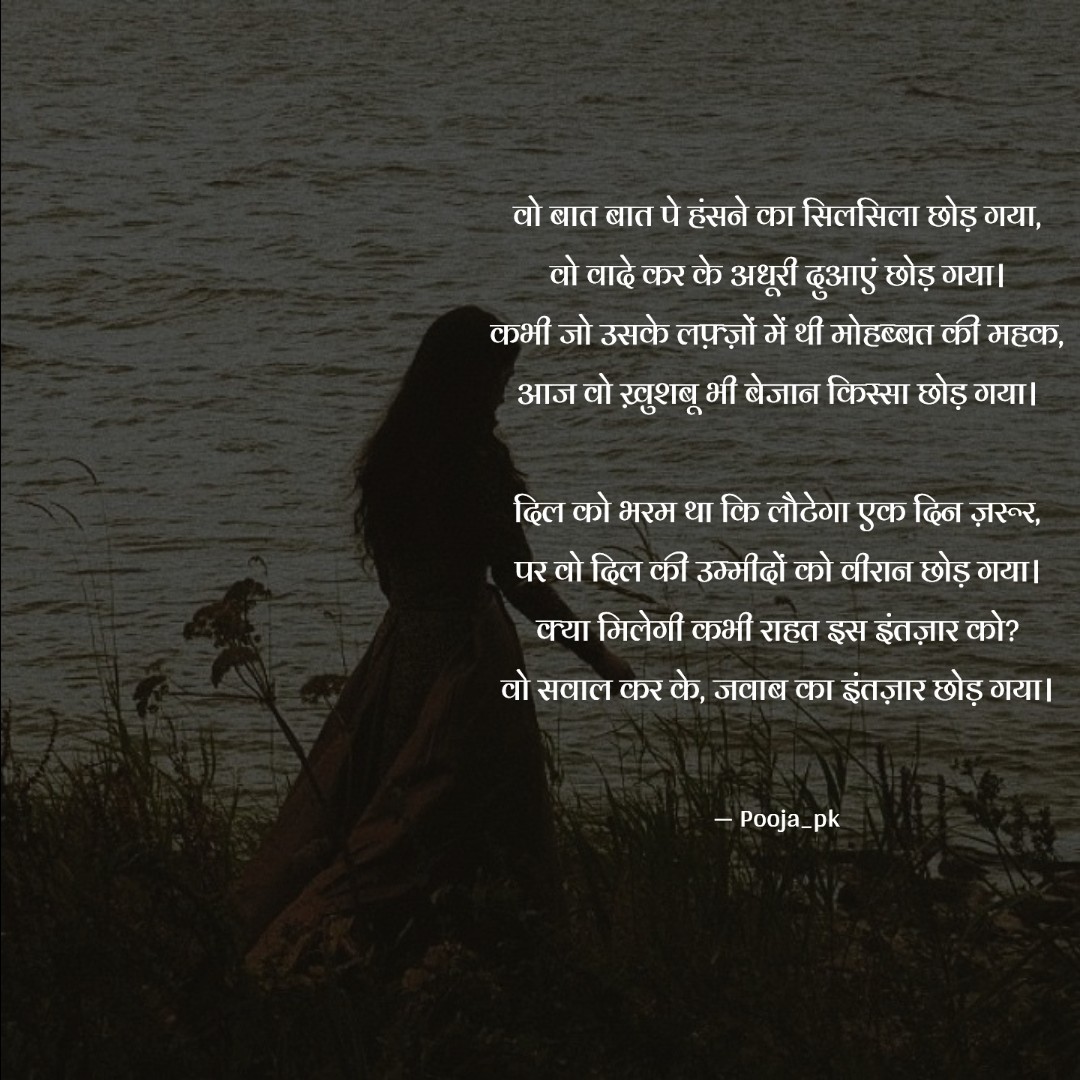 वो बात बात पे हंसने का सिलसिला छोड़ गया,
वो वादे कर के अधूरी दुआएं छोड़ गया।
कभी जो उसके लफ़्ज़ों में थी मोहब्बत की महक,
आज वो ख़ुशबू भी बेजान किस्सा छोड़ गया।
दिल को भरम था कि लौटेगा एक दिन ज़रूर,
पर वो दिल की उम्मीदों को वीरान छोड़ गया।
क्या मिलेगी कभी राहत इस इंतज़ार को?
वो सवाल कर के, जवाब का इंतज़ार छोड़ गया।
— Pooja_pk